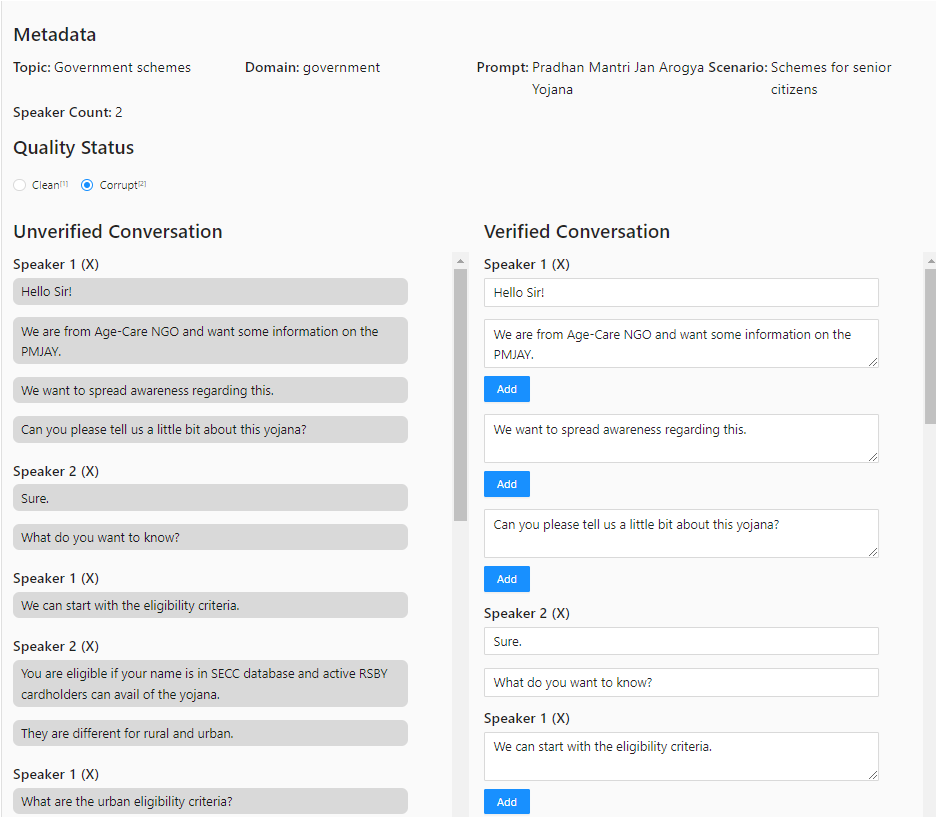 Metadata
Topic: Government schemes
Domain: government
Prompt: Pradhan Mantri Jan Arogya
Yojana
Scenario: Schemes for senior
citizens
Speaker Count: 2
Quality Status
Clean[1]
Corrupt[2]
Unverified Conversation
Speaker 1 (X)
Hello Sir!
We are from Age-Care NGO and want some information on the
PMJAY.
We want to spread awareness regarding this.
Can you please tell us a little bit about this yojana?
Speaker 2 (X)
Sure.
What do you want to know?
Speaker 1 (X)
We can start with the eligibility criteria.
Speaker 2 (X)
You are eligible if your name is in SECC database and active RSBY
cardholders can avail of the yojana.
They are different for rural and urban.
Speaker 1 (X)
What are the urban eligibility criteria?
Verified Conversation
Speaker 1 (X)
Hello Sir!
We are from Age-Care NGO and want some information on the
PMJAY.
Add
We want to spread awareness regarding this.
Add
Can you please tell us a little bit about this yojana?
Add
Speaker 2 (X)
Sure.
What do you want to know?
Speaker 1 (X)
We can start with the eligibility criteria.
Add